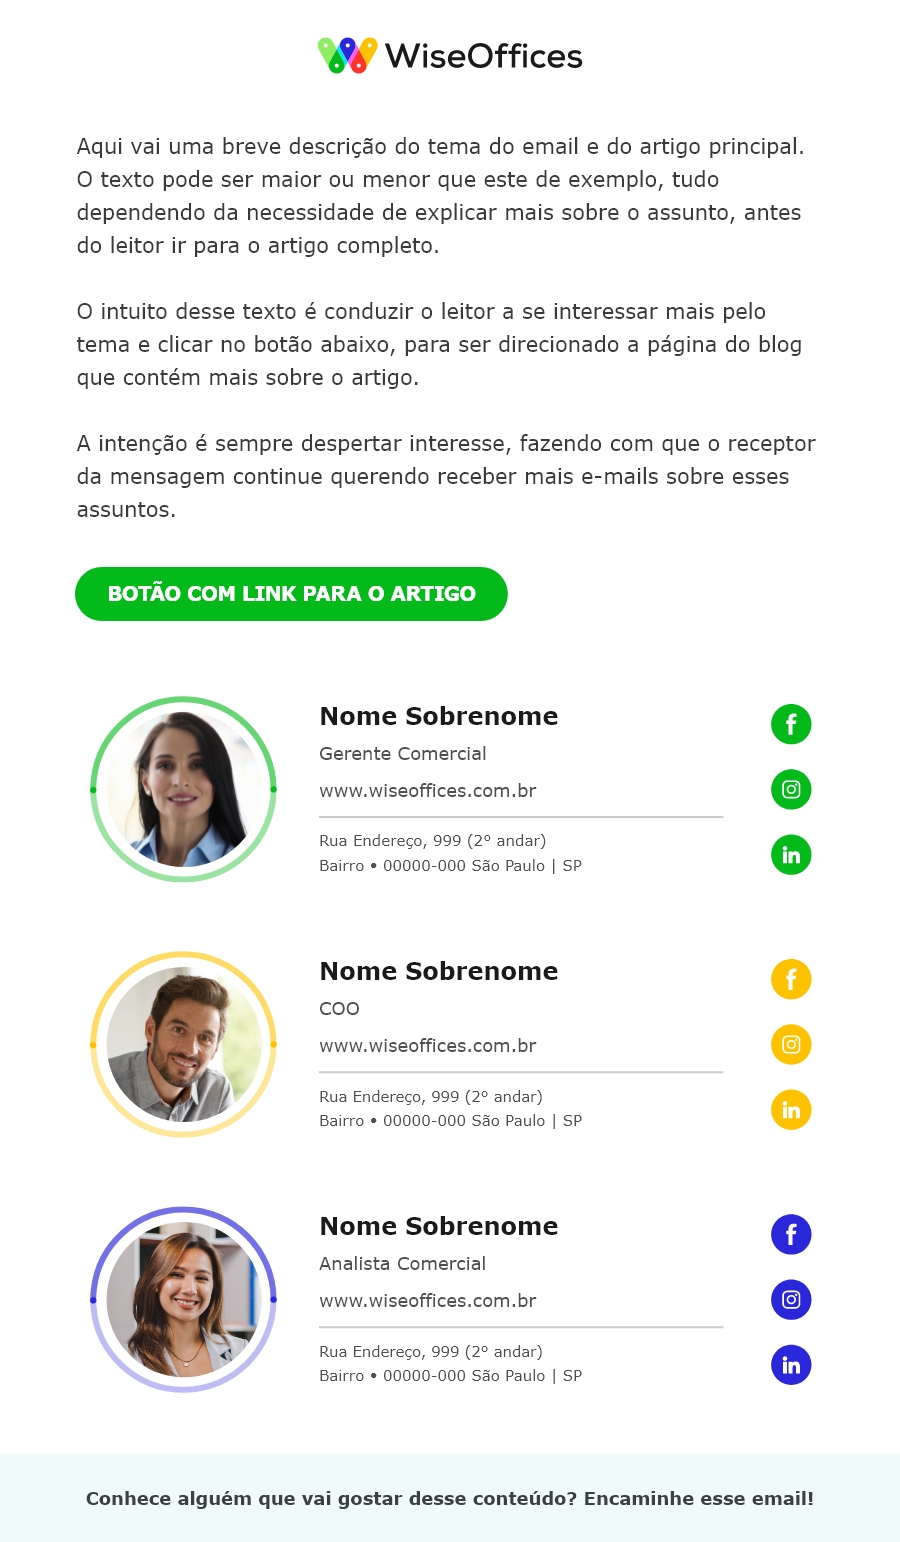 WiseOffices
Aqui vai uma breve descrição do tema do email e do artigo principal.
O texto pode ser maior ou menor que este de exemplo, tudo
dependendo da necessidade de explicar mais sobre o assunto, antes
do leitor ir para o artigo completo.
O intuito desse texto é conduzir o leitor a se interessar mais pelo
tema e clicar no botão abaixo, para ser direcionado a página do blog
que contém mais sobre o artigo.
A intenção é sempre despertar interesse, fazendo com que o receptor
da mensagem continue querendo receber mais e-mails sobre esses
assuntos.
BOTÃO COM LINK PARA O ARTIGO
Nome Sobrenome
Gerente Comercial
www.wiseoffices.com.br
Rua Endereço, 999 (2º andar)
Bairro • 00000-000 São Paulo | SP
Nome Sobrenome
COO
www.wiseoffices.com.br
Rua Endereço, 999 (2º andar)
Bairro • 00000-000 São Paulo | SP
Nome Sobrenome
Analista Comercial
www.wiseoffices.com.br
Rua Endereço, 999 (2º andar)
Bairro • 00000-000 São Paulo | SP
Conhece alguém que vai gostar desse conteúdo? Encaminhe esse email!